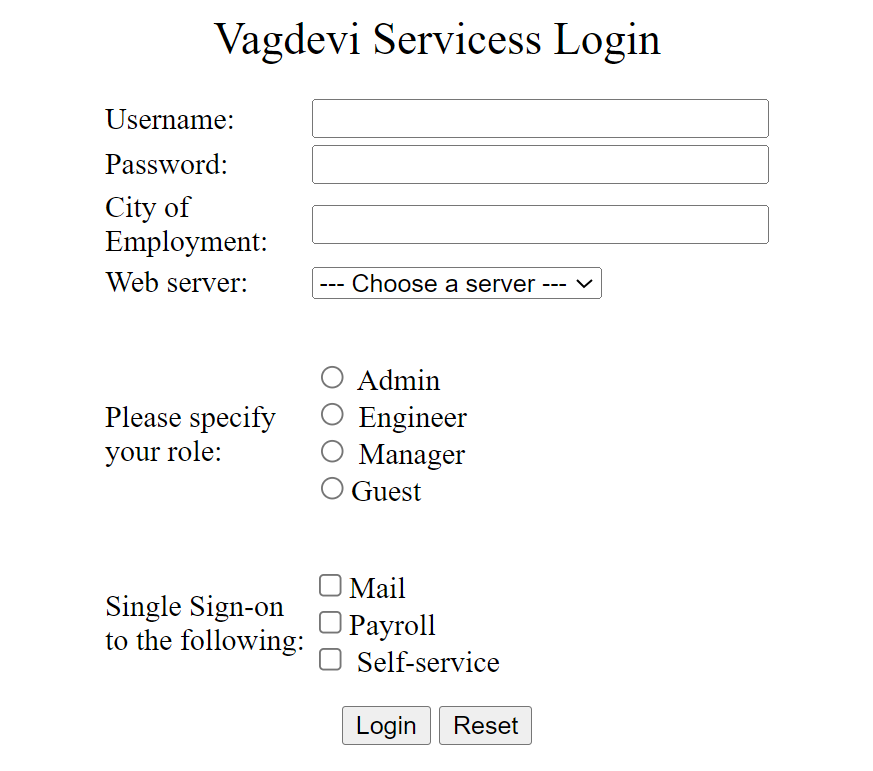 Vagdevi Servicess Login
Username:
Password:
City of
Employment:
Web server:
--- Choose a server ---
Please specify
your role:
Admin
Engineer
Manager
Guest
Single Sign-on
to the following:
Mail
Payroll
Self-service
Login Reset